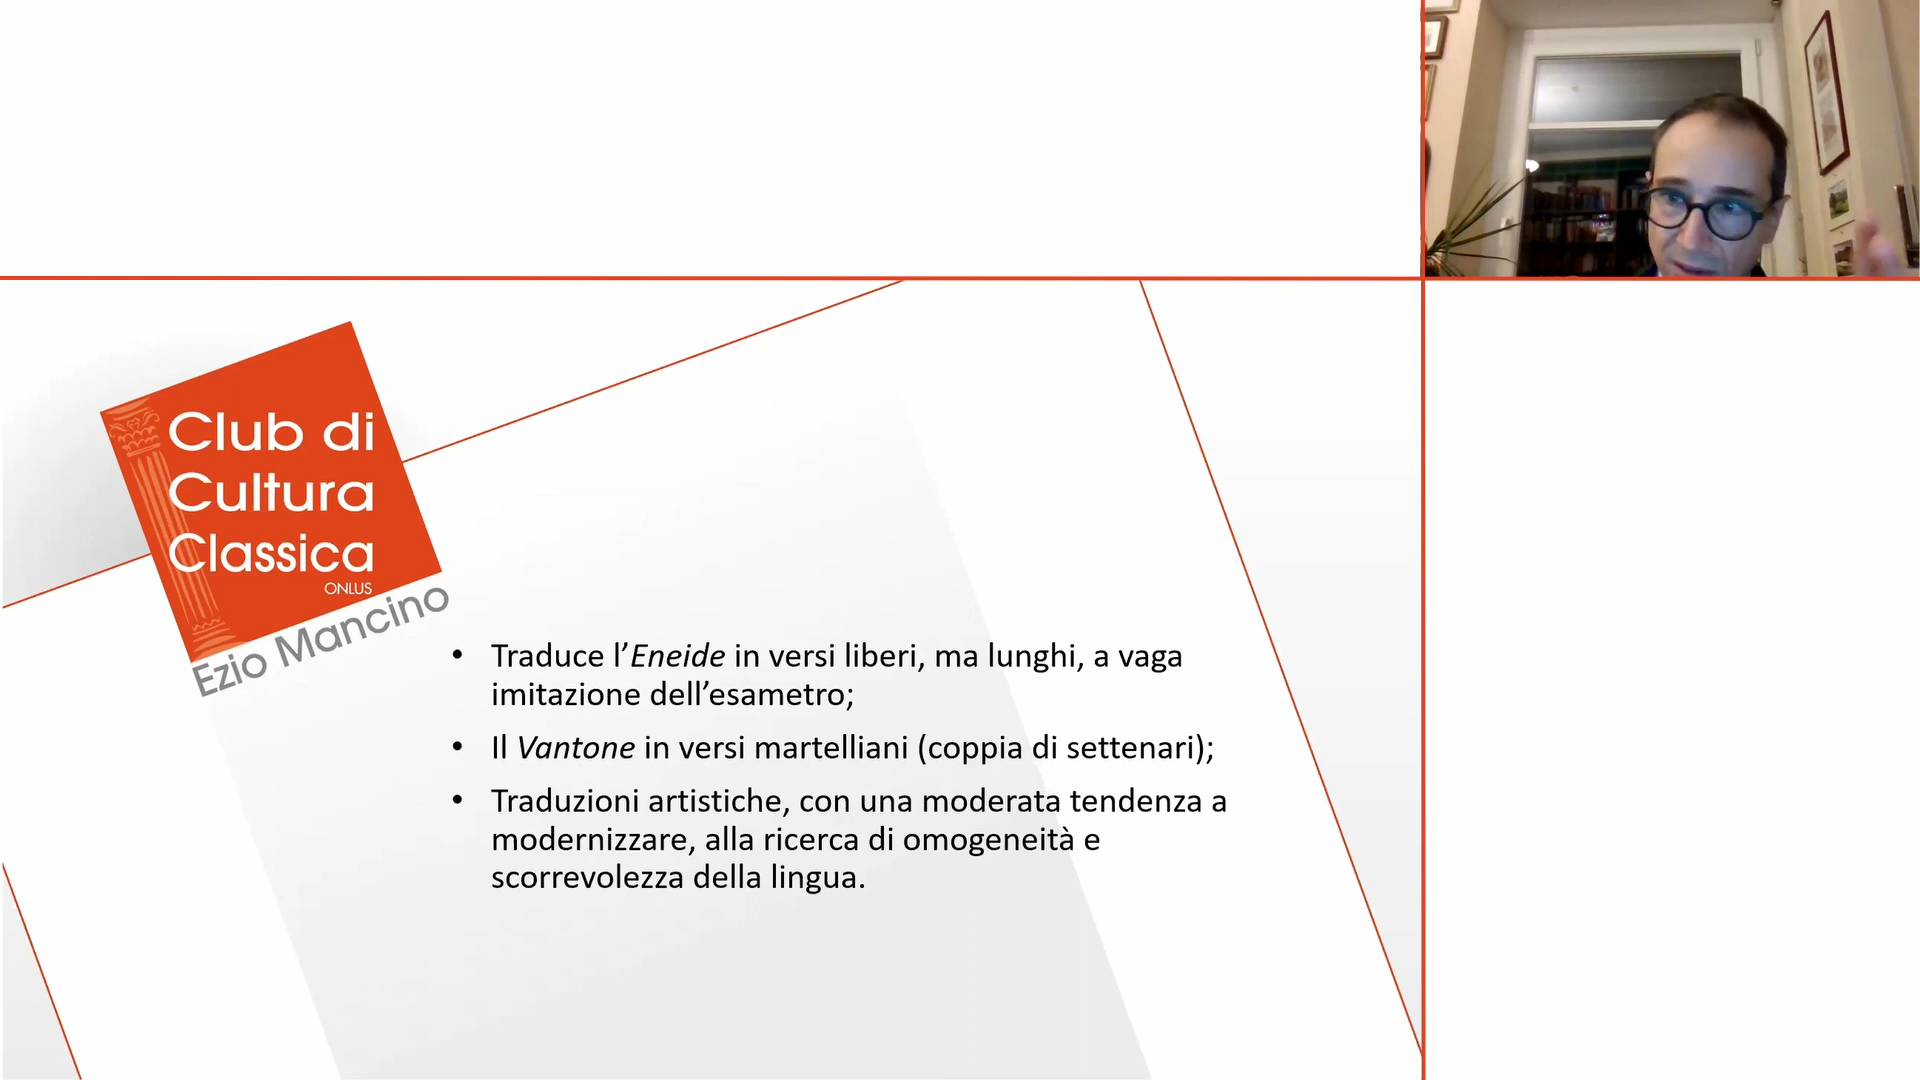 Club di
Cultura
Classica
ONLUS
Ezio Mancino
• Traduce l’Eneide in versi liberi, ma lunghi, a vaga
imitazione dell’esametro;
• Il Vantone in versi martelliani (coppia di settenari);
• Traduzioni artistiche, con una moderata tendenza a
modernizzare, alla ricerca di omogeneità e
scorrevolezza della lingua.